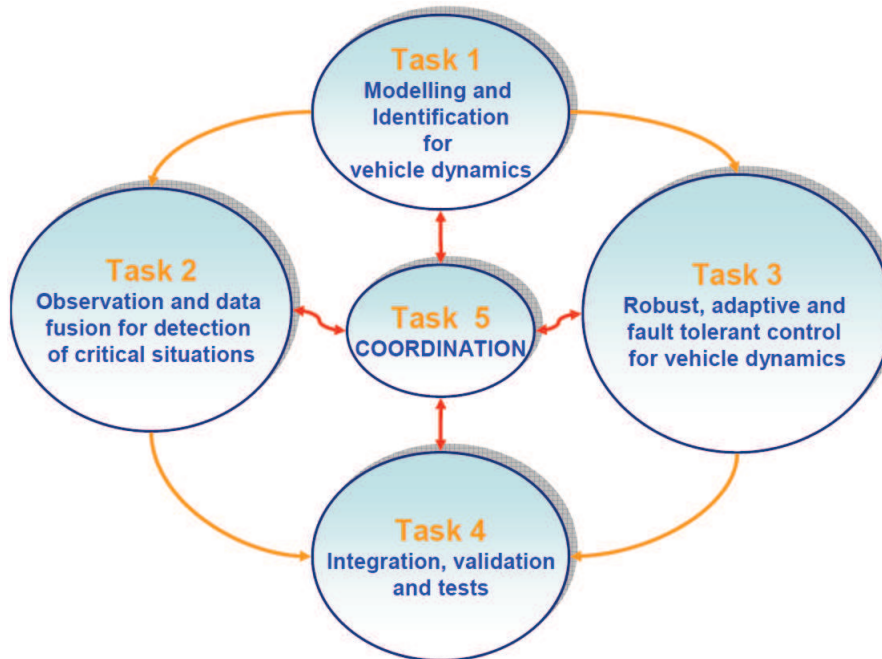 Task 1
Modelling and
Identification
for
vehicle dynamics
Task 2
Observation and data
fusion for detection
of critical situations
Task 5
COORDINATION
Task 3
Robust, adaptive and
fault tolerant control
for vehicle dynamics
Task 4
Integration, validation
and tests